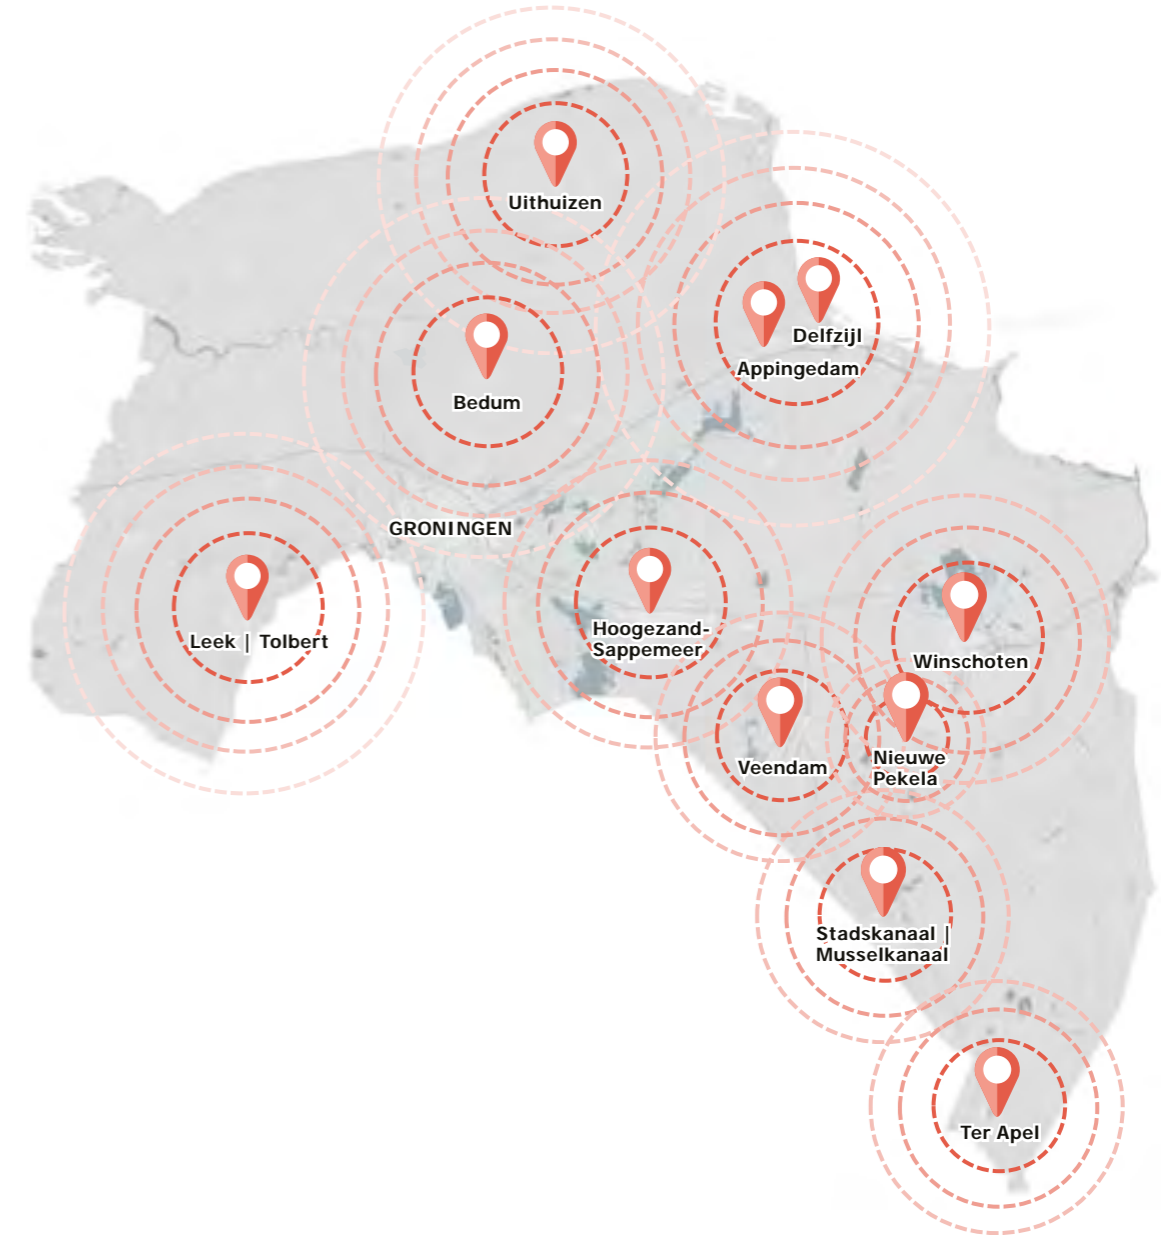 Uithuizen
Delfzijl
Appingedam
Bedum
GRONINGEN
Leek | Tolbert
Hoogezand-
Sappemeer
Winschoten
Veendam
Nieuwe
Pekela
Stadskanaal |
Musselkanaal
Ter Apel